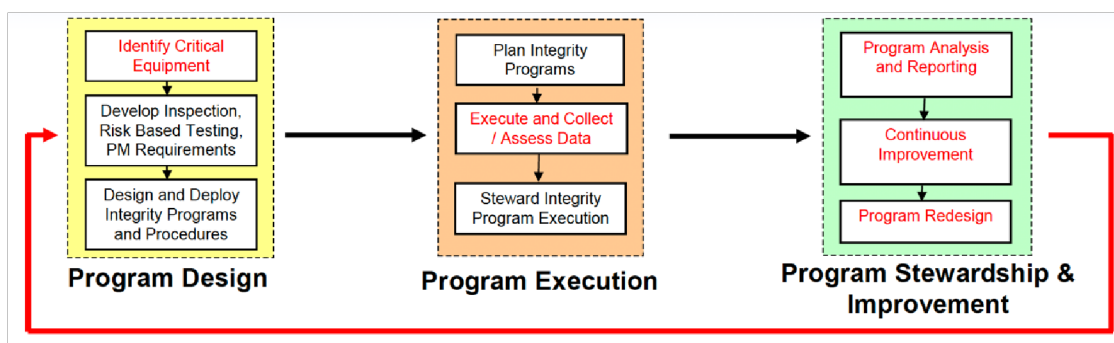 Identify Critical
Equipment
Develop Inspection,
Risk Based Testing,
PM Requirements
Design and Deploy
Integrity Programs
and Procedures
Program Design
Plan Integrity
Programs
Execute and Collect
/ Assess Data
Steward Integrity
Program Execution
Program Execution
Program Analysis
and Reporting
Continuous
Improvement
Program Redesign
Program Stewardship &
Improvement